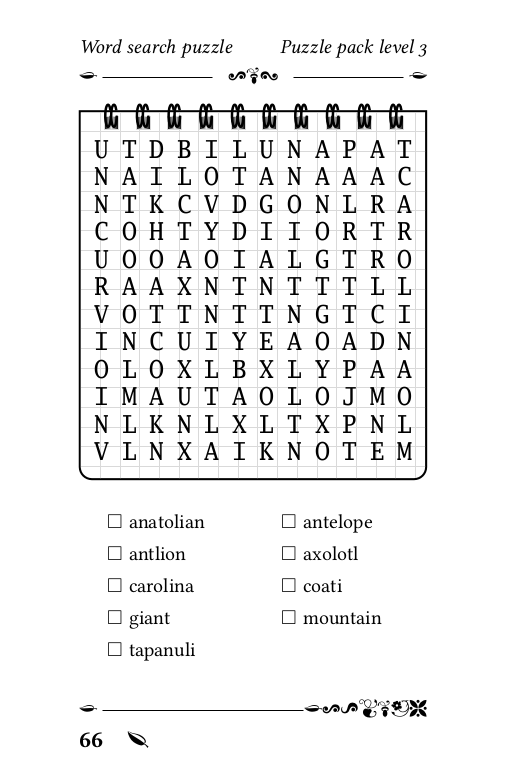 Word search puzzle Puzzle pack level 3
U T D B I L U N A P A T
N A I L O T A N A A A C
N T K C V D G O N L R A
C O H T Y D I I O R T R
U O O A O I A L G T R O
R A A X N T N T T T L L
V O T T N T T N G T C I
I N C U I Y E A O A D N
O L O X L B X L Y P A A
I M A U T A O L O J M O
N L K N L X L T X P N L
V L N X A I K N O T E M
☐ anatolian ☐ antelope
☐ antlion ☐ axolotl
☐ carolina ☐ coati
☐ giant ☐ mountain
☐ tapanuli
66